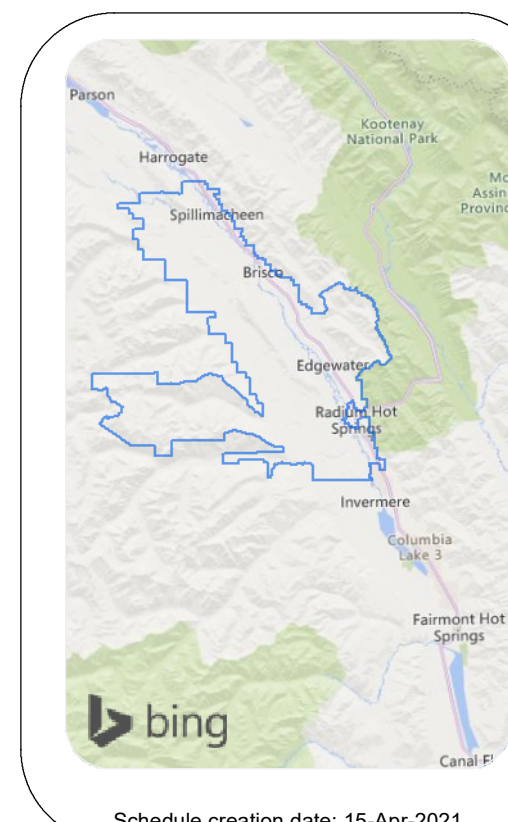 Parson
Kootenay
National Park
Harrogate
Spillimacheen
Brisco
Edgewater
Radium Hot
Springs
Invermere
Columbia
Lake 3
Fairmont Hot
Springs
bing
Schedule creation date: 15-Apr-2021